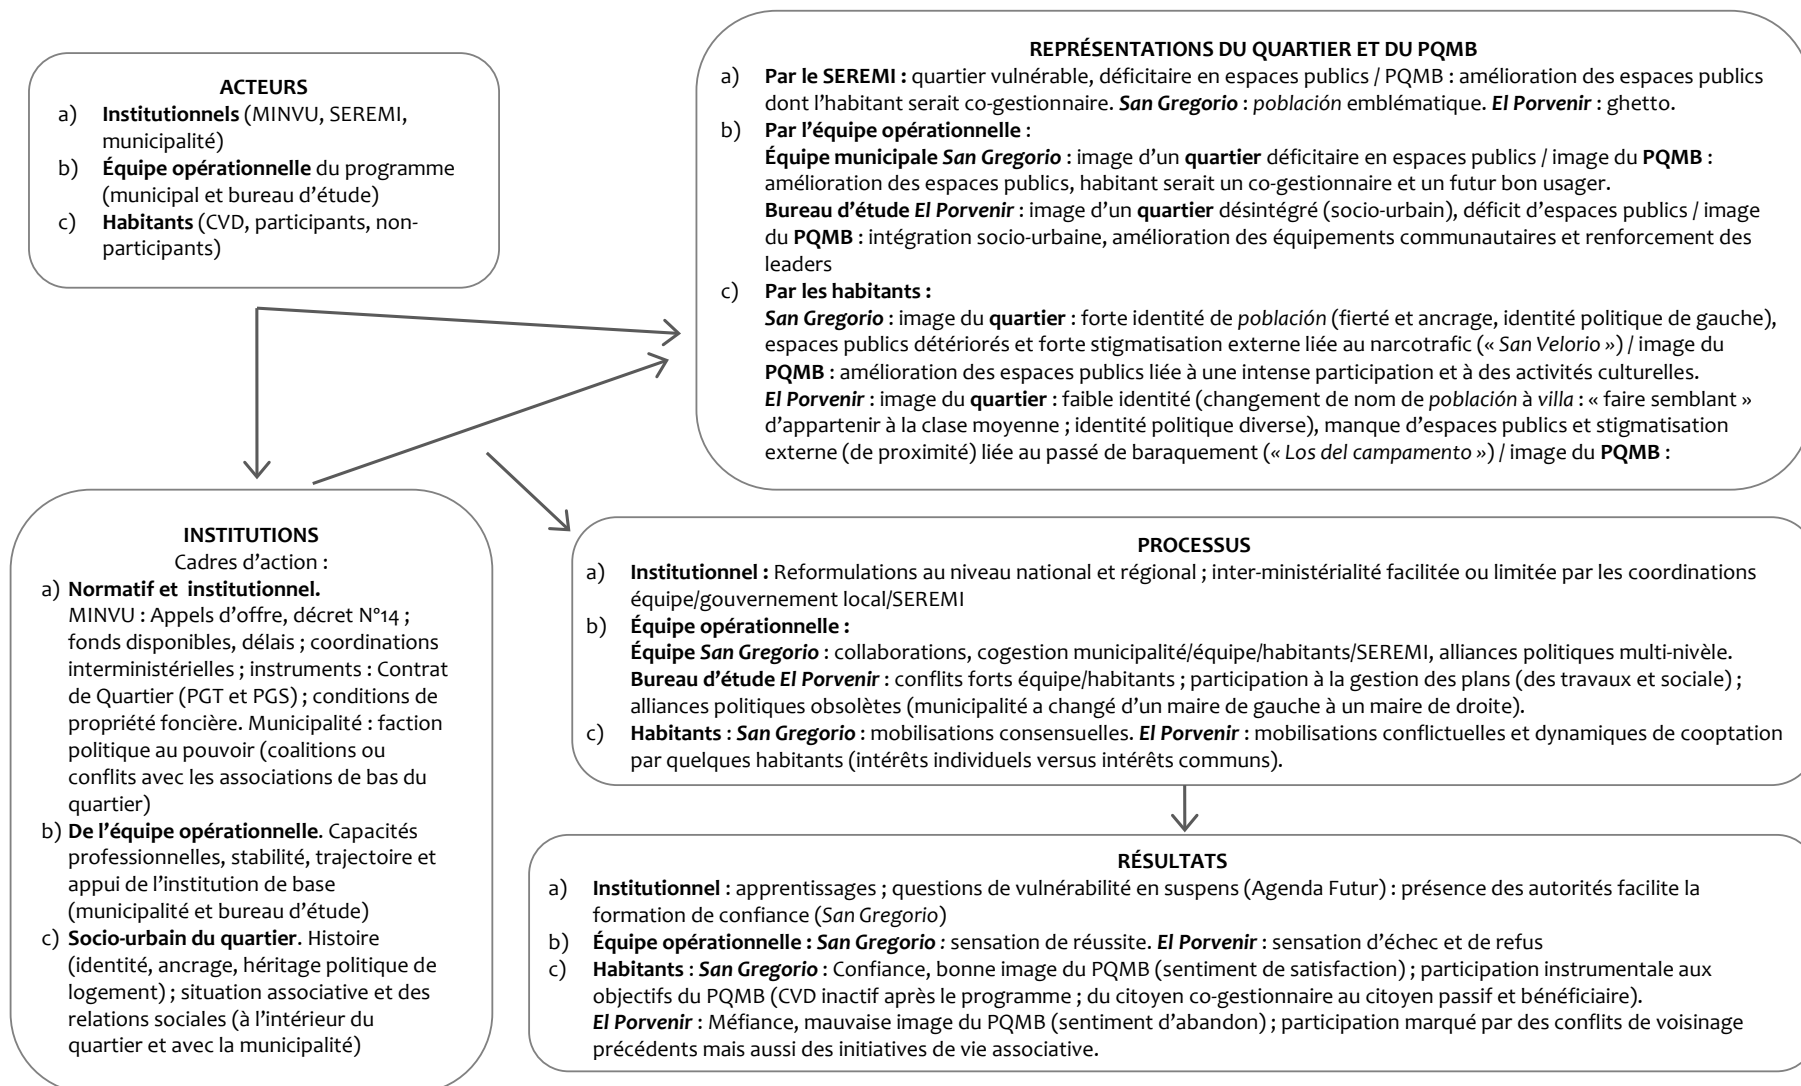 ACTEURS
a) Institutionnels (MINVU, SEREMI,
municipalité)
b) Équipe opérationnelle du programme
(municipal et bureau d’étude)
c) Habitants (CVD, participants, non-
participants)
REPRÉSENTATIONS DU QUARTIER ET DU PQMB
a) Par le SEREMI : quartier vulnérable, déficitaire en espaces publics / PQMB : amélioration des espaces publics
dont l’habitant serait co-gestionnaire. San Gregorio : población emblématique. El Porvenir : ghetto.
b) Par l’équipe opérationnelle :
Équipe municipale San Gregorio : image d’un quartier déficitaire en espaces publics / image du PQMB :
amélioration des espaces publics, habitant serait un co-gestionnaire et un futur bon usager.
Bureau d’étude El Porvenir : image d’un quartier désintégré (socio-urbain), déficit d’espaces publics / image
du PQMB : intégration socio-urbaine, amélioration des équipements communautaires et renforcement des
leaders
c) Par les habitants :
San Gregorio : image du quartier : forte identité de población (fierté et ancrage, identité politique de gauche),
espaces publics détériorés et forte stigmatisation externe liée au narcotrafic (« San Velorio ») / image du
PQMB : amélioration des espaces publics liée à une intense participation et à des activités culturelles.
El Porvenir : image du quartier : faible identité (changement de nom de población à villa : « faire semblant »
d’appartenir à la clase moyenne ; identité politique diverse), manque d’espaces publics et stigmatisation
externe (de proximité) liée au passé de baraquement (« Los del campamento ») / image du PQMB :
INSTITUTIONS
Cadres d’action :
a) Normatif et institutionnel.
MINVU : Appels d’offre, décret N°14 ;
fonds disponibles, délais ; coordinations
interministérielles ; instruments : Contrat
de Quartier (PGT et PGS) ; conditions de
propriété foncière. Municipalité : faction
politique au pouvoir (coalitions ou
conflits avec les associations de bas du
quartier)
b) De l’équipe opérationnelle. Capacités
professionnelles, stabilité, trajectoire et
appui de l’institution de base
(municipalité et bureau d’étude)
c) Socio-urbain du quartier. Histoire
(identité, ancrage, héritage politique de
logement) ; situation associative et des
relations sociales (à l’intérieur du
quartier et avec la municipalité)
PROCESSUS
a) Institutionnel : Reformulations au niveau national et régional ; inter-ministérialité facilitée ou limitée par les coordinations
équipe/gouvernement local/SEREMI
b) Équipe opérationnelle :
Équipe San Gregorio : collaborations, cogestion municipalité/équipe/habitants/SEREMI, alliances politiques multi-nivèle.
Bureau d’étude El Porvenir : conflits forts équipe/habitants ; participation à la gestion des plans (des travaux et sociale) ;
alliances politiques obsolètes (municipalité a changé d’un maire de gauche à un maire de droite).
c) Habitants : San Gregorio : mobilisations consensuelles. El Porvenir : mobilisations conflictuelles et dynamiques de cooptation
par quelques habitants (intérêts individuels versus intérêts communs).
RÉSULTATS
a) Institutionnel : apprentissages ; questions de vulnérabilité en suspens (Agenda Futur) : présence des autorités facilite la
formation de confiance (San Gregorio)
b) Équipe opérationnelle : San Gregorio : sensation de réussite. El Porvenir : sensation d’échec et de refus
c) Habitants : San Gregorio : Confiance, bonne image du PQMB (sentiment de satisfaction) ; participation instrumentale aux
objectifs du PQMB (CVD inactif après le programme ; du citoyen co-gestionnaire au citoyen passif et bénéficiaire).
El Porvenir : Méfiance, mauvaise image du PQMB (sentiment d’abandon) ; participation marqué par des conflits de voisinage
précédents mais aussi des initiatives de vie associative.